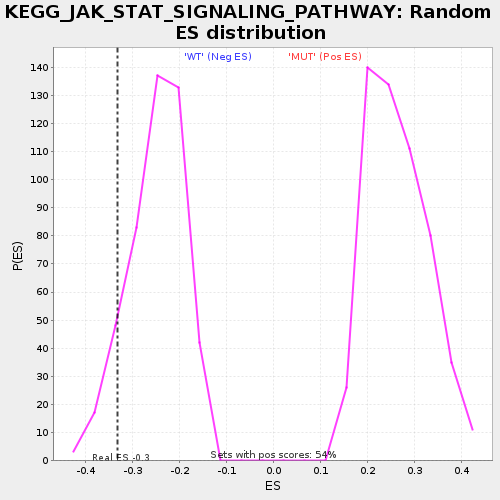 KEGG_JAK_STAT_SIGNALING_PATHWAY: Random
ES distribution
'WT' (Neg ES)
'MUT' (Pos ES)
140
130
120
110
100
90
80
70
60
50
40
30
20
10
0
P(ES)
Real ES -0.3
Sets with pos scores: 54%
-0.4 -0.3 -0.2 -0.1 0.0 0.1 0.2 0.3 0.4
ES